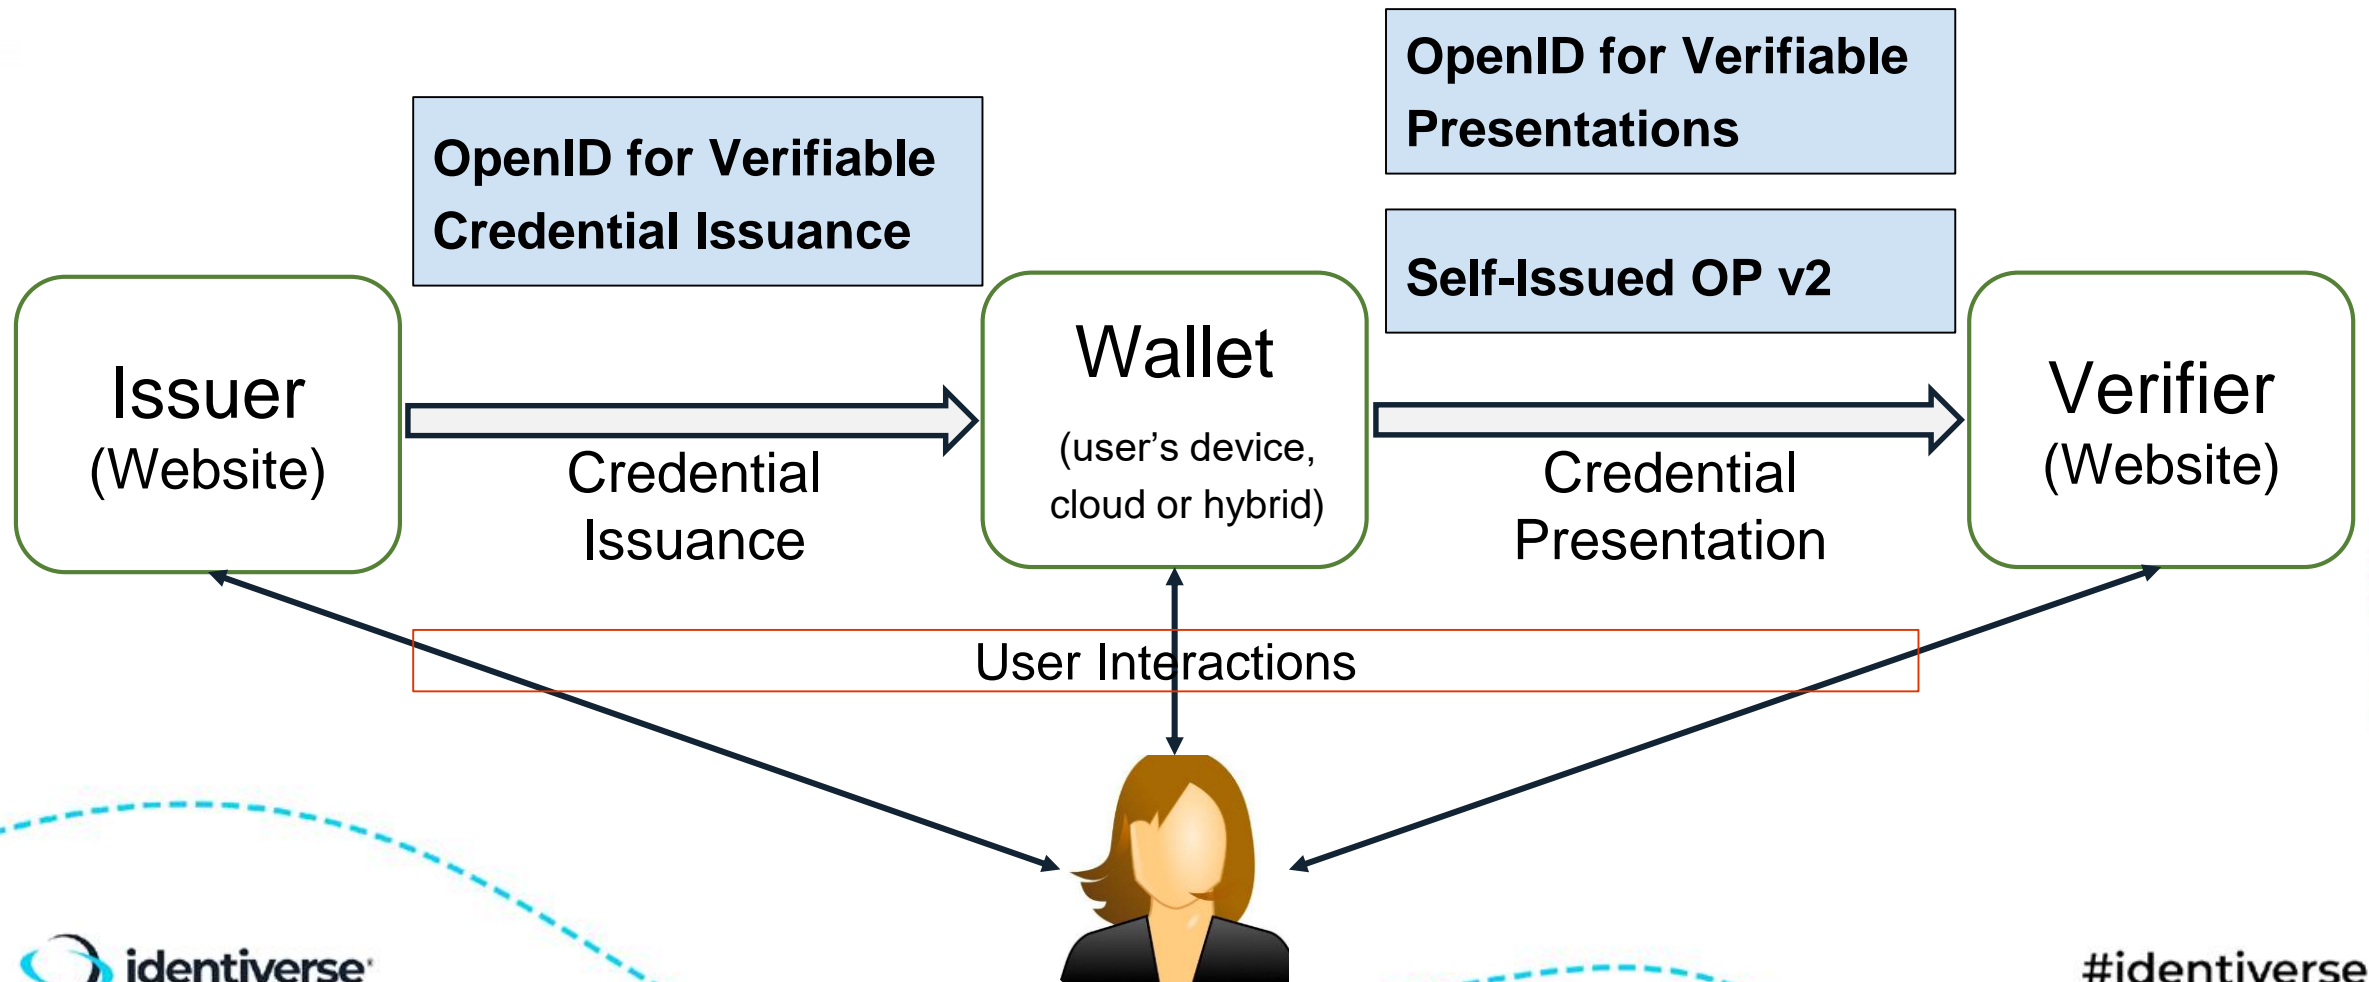 OpenID for Verifiable
Presentations
OpenID for Verifiable
Credential Issuance
Self-Issued OP v2
Issuer
(Website)
Credential
Issuance
Wallet
(user’s device,
cloud or hybrid)
Credential
Presentation
Verifier
(Website)
User Interactions
identiverse
#identiverse